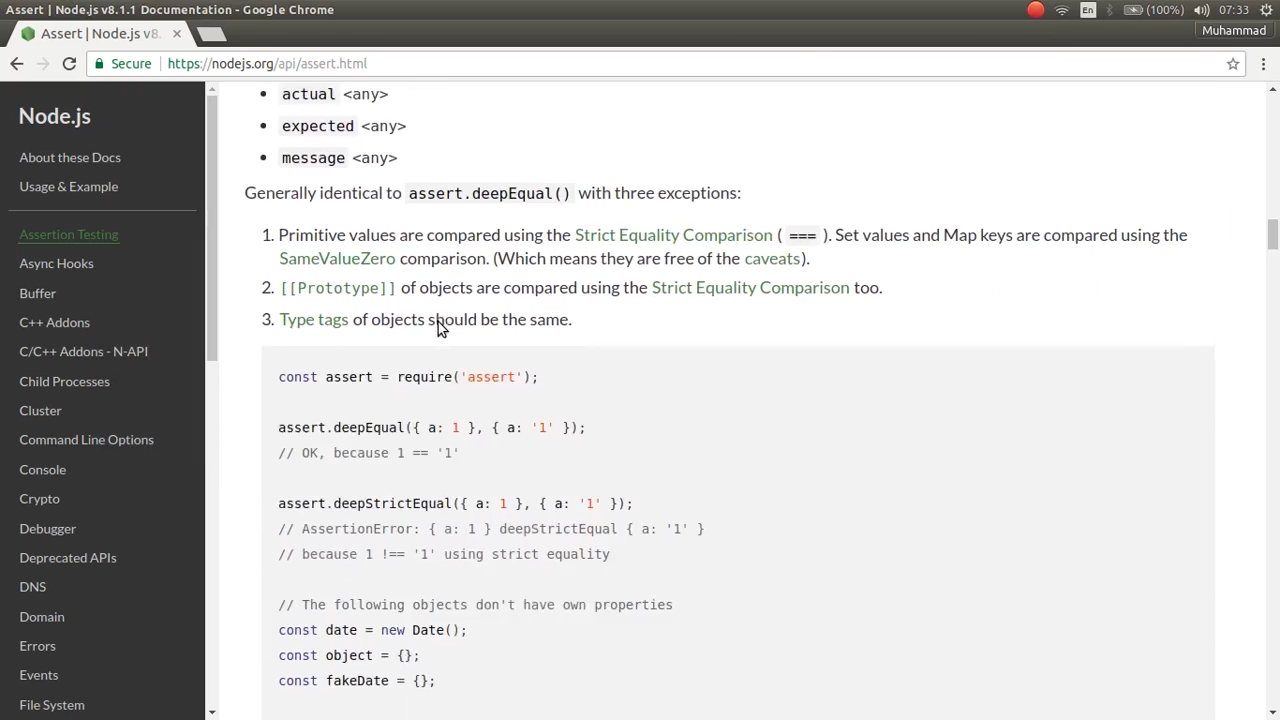 Assert | Node.js v8.1.1 Documentation - Google Chrome
En
(100%)
07:33
Assert | Node.js v8.
Muhammad
Secure
https://nodejs.org/api/assert.html
Node.js
About these Docs
Usage & Example
Assertion Testing
Async Hooks
Buffer
C++ Addons
C/C++ Addons - N-API
Child Processes
Cluster
Command Line Options
Console
Crypto
Debugger
Deprecated APIs
DNS
Domain
Errors
Events
File System
• actual <any>
• expected <any>
• message <any>
Generally identical to assert.deepEqual() with three exceptions:
1. Primitive values are compared using the Strict Equality Comparison ( === ). Set values and Map keys are compared using the
SameValueZero comparison. (Which means they are free of the caveats).
2. [[Prototype]] of objects are compared using the Strict Equality Comparison too.
3. Type tags of objects should be the same.
const assert = require('assert');
assert.deepEqual({ a: 1 }, { a: '1' });
// OK, because 1 == '1'
assert.deepStrictEqual({ a: 1 }, { a: '1' });
// AssertionError: { a: 1 } deepStrictEqual { a: '1' }
// because 1 !== '1' using strict equality
// The following objects don't have own properties
const date = new Date();
const object = {};
const fakeDate = {};